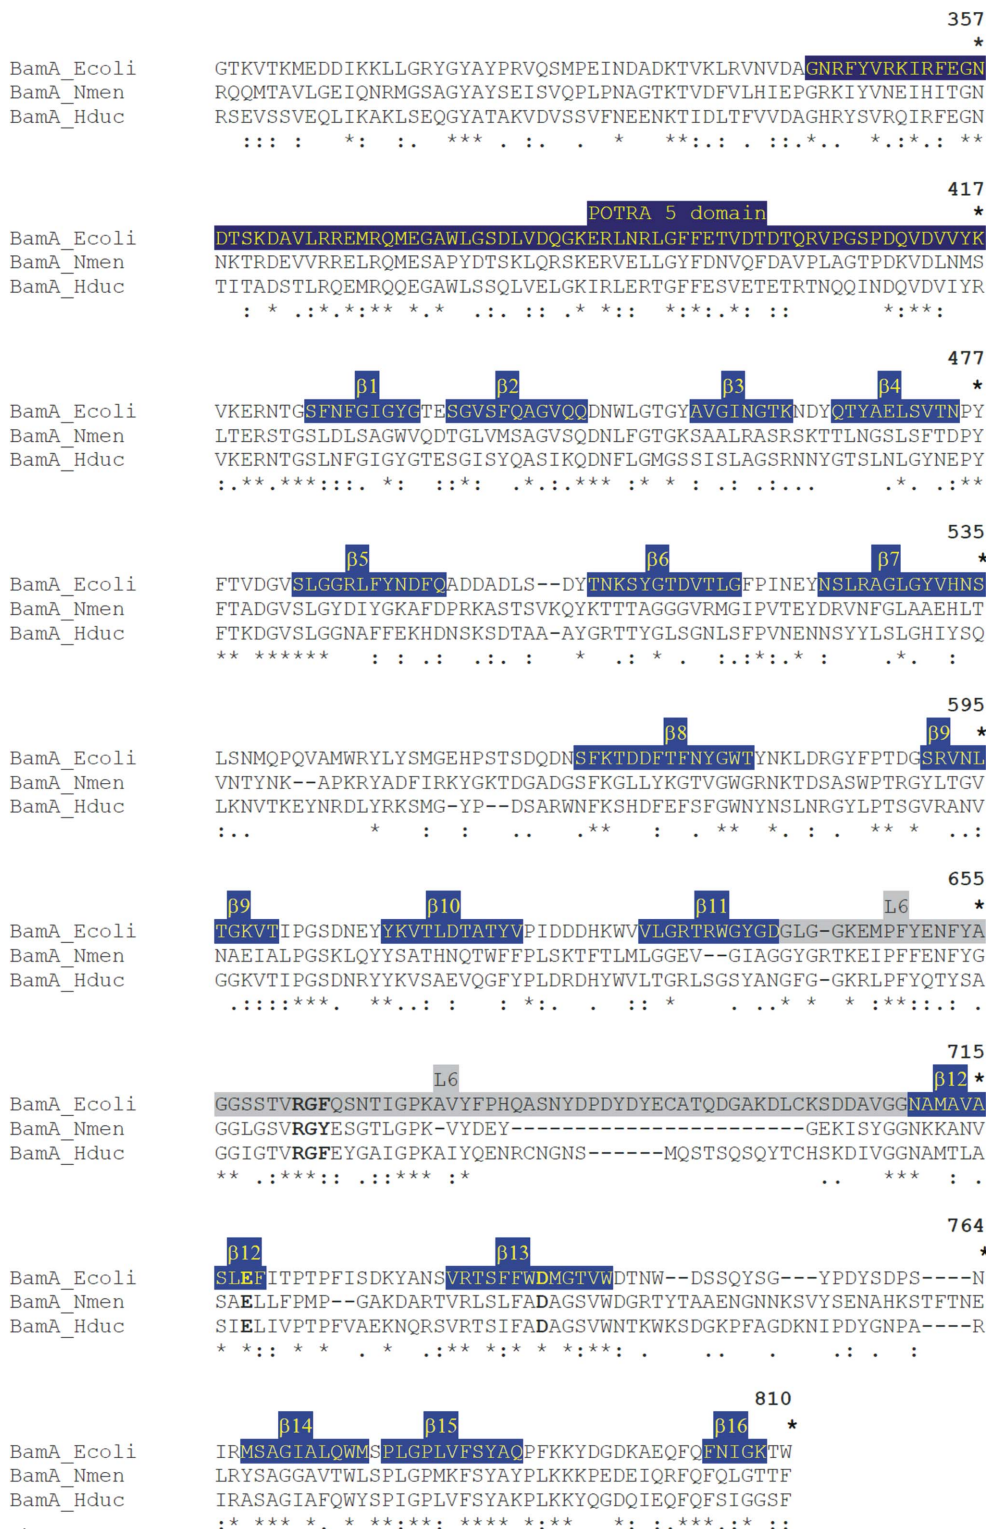 357
*
BamA_Ecoli GTKVTKMEDDIKKLLGRYGYAYPRVQSMPEINDADKTVKLRVNVDAGNRFYVRKIRFEGN
BamA_Nmen RQQMTAVLGEIQNRMGSAGYAYSEISVQPLPNAGTKTVDFVLHIEPGRKIYVNEIHITGN
BamA_Hduc RSEVSSVEQLIKAKLSEQGYATAKVDVSSVFNEENKTIDLTFVVDAGHRYSVRQIRFEGN
::: : *: :. *** . :. . * **:.: . ::.*.. *.:*.: **
417
POTRA 5 domain *
BamA_Ecoli DTSKDAVLRREMRQMEGAWLGSDLVDQGKERLNRLGFFETVDTDTQRVPGSPDQVDVVYK
BamA_Nmen NKTRDEVVRRELRQMESAPYDTSKLQRSKERVELLGYFDNVQFDAVPLAGTPDKVDLNMS
BamA_Hduc TITADSTLRQEMRQQEGAWLSSQLVELGKIRLERTGFFESVETETRTNQQINDQVDVIYR
: * .:*.*:** *.* .:. :: .* *:: *:*:.*: :: *:**:
477
β1 β2 β3 β4 *
BamA_Ecoli VKERNTGSFNFGIGYGTESGVSFQAGVQQDNWLGTGYAVGINGTKNDYQTYAELSVTNPY
BamA_Nmen LTERSTGSLDLSAGWVQDTGLVMSAGVSQDNLFGTGKSAALRASRSKTTLNGSLSFTDPY
BamA_Hduc VKERNTGSLNFGIGYGTESGISYQASIKQDNFLGMGSSISLAGSRNNYGTSLNLGYNEPY
:.**.***:::. *: ::*: .*.:.*** :* * :. :.::... .*. .:**
535
β5 β6 β7 *
BamA_Ecoli FTVDGVSLGGRLFYNDFQADDADLS--DYTNKSYGTDVTLGFPINEYNSLRAGLGYVHNS
BamA_Nmen FTADGVSLGYDIYGKAFDPRKASTSVKQYKTTTAGGGVRMGIPVTEYDRVNFGLAAEHLT
BamA_Hduc FTKDGVSLGGNAFFEKHDNSKSDTAA-AYGRTTYGLSGNLSFPVNENNSYYLSLGHIYSQ
** ****** : : .: .:. : * .: * . :.:*:.* : .*. :
595
β8 β9 *
BamA_Ecoli LSNMQPQVAMWRYLYSMGEHPSTSDQDNSFKTDDFTFNYGWTYNKLDRGYFPTDGSRVNL
BamA_Nmen VNTYNK--APKRYADFIRKYGKTDGADGSFKGLLYKGTVGWGRNKTDSASWPTRGYLTGV
BamA_Hduc LKNVTKEYNRDLYRKSMG-YP--DSARWNFKSHDFEFSFGWNYNSLNRGYLPTSGVRANV
:.. * : : .. .** : . ** *. : . ** * ..:
655
β9 β10 β11 L6 *
BamA_Ecoli TGKVTIPGSDNEYYKVTLDTATYVPIDDDHKWVVLGRTRWGYGDGLG-GKEMPFYENFYA
BamA_Nmen NAEIALPGSKLQYYSATHNQTWFFPLSKTFTLMLGGEV--GIAGGYGRTKEIPFFENFYG
BamA_Hduc GGKVTIPGSDNRYYKVSAEVQGFYPLDRDHYWVLTGRLSGSYANGFG-GKRLPFYQTYSA
.::::***. **..: : : *:. . :: * .* * * :**::.: .
715
L6 β12 *
BamA_Ecoli GGSSTVRGFQSNTIGPKAVYFPHQASNYDPDYDYECATQDGAKDLCKSDDAVGGNAMAVA
BamA_Nmen GGLGSVRGYESGTLGPK-VYDEY-----------------------GEKISYGGNKKANV
BamA_Hduc GGIGTVRGFEYGAIGPKAIYQENRCNGNS------MQSTSQSQYTCHSKDIVGGNAMTLA
** .:***:: .::*** :* .. *** : .
764
β12 β13 *
BamA_Ecoli SLEFITPTPFISDKYANSVRTSFFWDMGTVWDTNW--DSSQYSG---YPDYSDPS----N
BamA_Nmen SAELLFPMP--GAKDARTVRLSLFADAGSVWDGRTYTAAENGNNKSVYSENAHKSTFTNE
BamA_Hduc SIELIVPTPFVAEKNQRSVRTSIFADAGSVWNTKWKSDGKPFAGDKNIPDYGNPA----R
* *:: * * . * .:** *:* * *:**: . .. . .: . :
810
β14 β15 β16 *
BamA_Ecoli IRMSAGIALQWMSPLGPLVFSYAQPFKKYDGDKAEQFQFNIGKTW
BamA_Nmen LRYSAGGAVTWLSPLGPMKFSYAYPLKKKPEDEIQRFQFQLGTTF
BamA_Hduc IRASAGIAFQWYSPIGPLVFSYAKPLKKYQGDQIEQFQFSIGGSF
:* *** *. * **:**: **** *:** *: :.***.:* ::